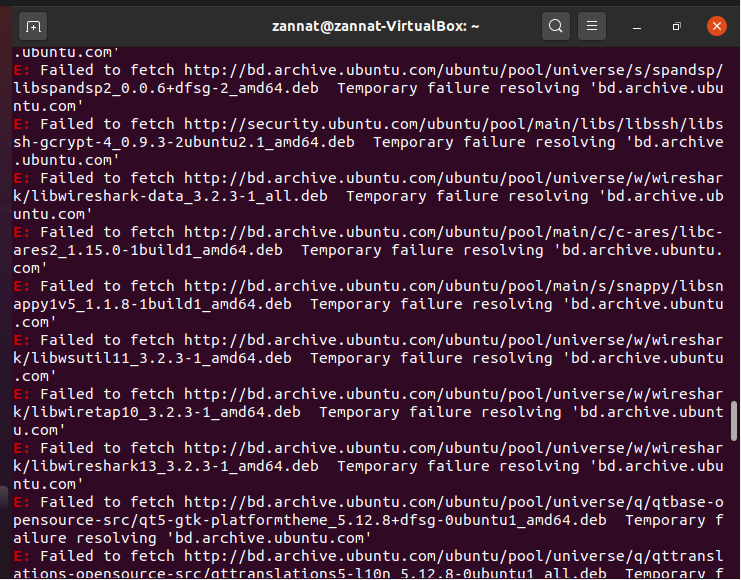 zannat@zannat-VirtualBox: ~
.ubuntu.com'
E: Failed to fetch http://bd.archive.ubuntu.com/ubuntu/pool/universe/s/spandsp/
libspandsp2_0.0.6+dfsg-2_amd64.deb  Temporary failure resolving 'bd.archive.ubu
ntu.com'
E: Failed to fetch http://security.ubuntu.com/ubuntu/pool/main/libs/libssh/libs
sh-gcrypt-4_0.9.3-2ubuntu2.1_amd64.deb  Temporary failure resolving 'bd.archive
.ubuntu.com'
E: Failed to fetch http://bd.archive.ubuntu.com/ubuntu/pool/universe/w/wireshar
k/libwireshark-data_3.2.3-1_all.deb  Temporary failure resolving 'bd.archive.ub
untu.com'
E: Failed to fetch http://bd.archive.ubuntu.com/ubuntu/pool/main/c/c-ares/libc-
ares2_1.15.0-1build1_amd64.deb  Temporary failure resolving 'bd.archive.ubuntu.
com'
E: Failed to fetch http://bd.archive.ubuntu.com/ubuntu/pool/main/s/snappy/libsn
appy1v5_1.1.8-1build1_amd64.deb  Temporary failure resolving 'bd.archive.ubuntu
.com'
E: Failed to fetch http://bd.archive.ubuntu.com/ubuntu/pool/universe/w/wireshar
k/libwsutil11_3.2.3-1_amd64.deb  Temporary failure resolving 'bd.archive.ubuntu
.com'
E: Failed to fetch http://bd.archive.ubuntu.com/ubuntu/pool/universe/w/wireshar
k/libwiretap10_3.2.3-1_amd64.deb  Temporary failure resolving 'bd.archive.ubunt
u.com'
E: Failed to fetch http://bd.archive.ubuntu.com/ubuntu/pool/universe/w/wireshar
k/libwireshark13_3.2.3-1_amd64.deb  Temporary failure resolving 'bd.archive.ubu
ntu.com'
E: Failed to fetch http://bd.archive.ubuntu.com/ubuntu/pool/universe/q/qtbase-o
pensource-src/qt5-gtk-platformtheme_5.12.8+dfsg-0ubuntu1_amd64.deb  Temporary f
ailure resolving 'bd.archive.ubuntu.com'
E: Failed to fetch http://bd.archive.ubuntu.com/ubuntu/pool/universe/q/qttransl
ations-opensource-src/qttranslations5-l10n_5.12.8-0ubuntu1_all.deb  Temporary f